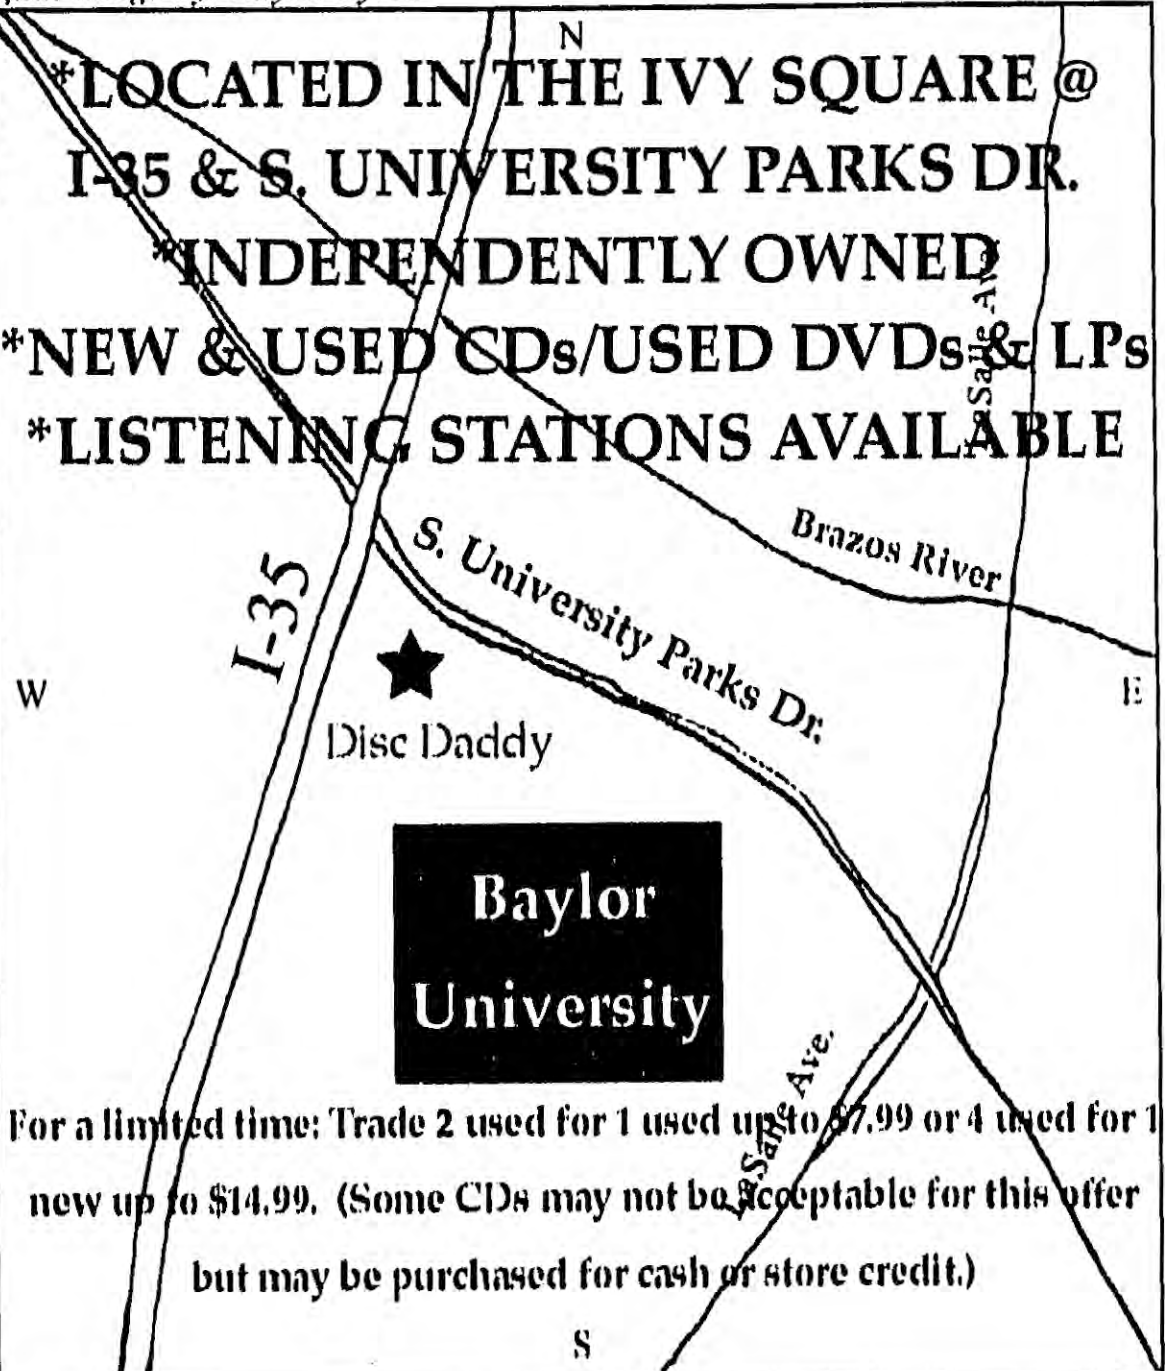 N
*LOCATED IN THE IVY SQUARE @
I-35 & S. UNIVERSITY PARKS DR.
*INDEPENDENTLY OWNED
*NEW & USED CDs/USED DVDs & LPs
*LISTENING STATIONS AVAILABLE
LaSalle Ave.
Brazos River
S. University Parks Dr.
I-35
W
E
Disc Daddy
Baylor
University
LaSalle Ave.
For a limited time: Trade 2 used for 1 used up to $7.99 or 4 used for 1
new up to $14.99. (Some CDs may not be acceptable for this offer
but may be purchased for cash or store credit.)
S